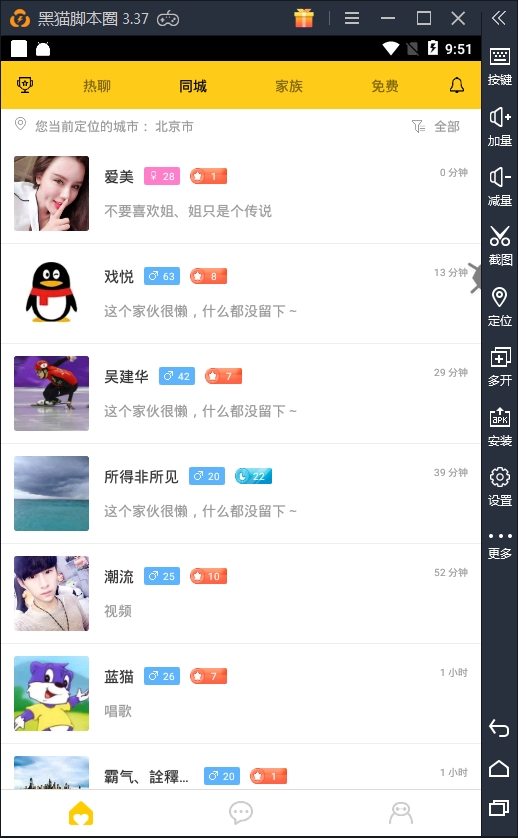 黑猫脚本圈 3.37
9:51
热聊 同城 家族 免费
您当前定位的城市： 北京市 全部
爱美 28 1 0 分钟
不要喜欢姐、姐只是个传说
戏悦 63 8 13 分钟
这个家伙很懒，什么都没留下～
吴建华 42 7 29 分钟
这个家伙很懒，什么都没留下～
所得非所见 20 22 39 分钟
这个家伙很懒，什么都没留下～
潮流 25 10 52 分钟
视频
蓝猫 26 7 1 小时
唱歌
霸气、詮釋... 20 1 1 小时
按键
加量
减量
截图
定位
多开
APK
安装
设置
更多